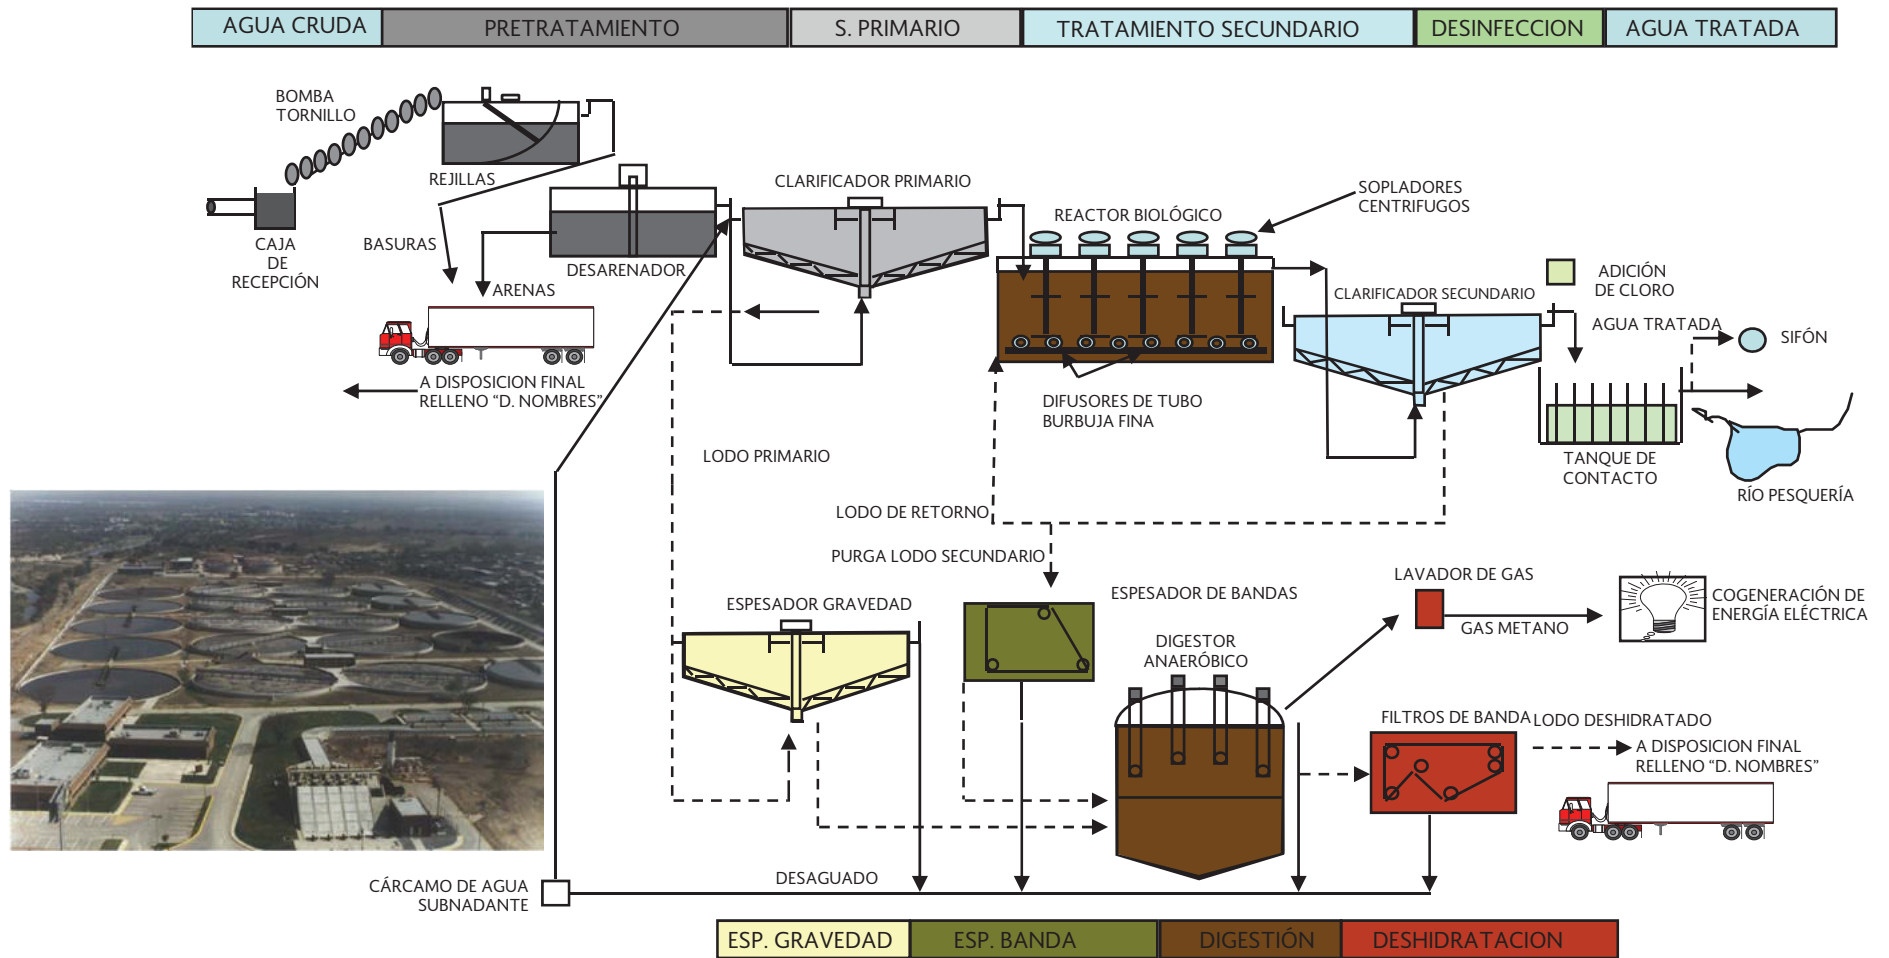 AGUA CRUDA
PRETRATAMIENTO
S. PRIMARIO
TRATAMIENTO SECUNDARIO
DESINFECCION
AGUA TRATADA
BOMBA
TORNILLO
REJILLAS
CAJA
DE
RECEPCIÓN
BASURAS
DESARENADOR
ARENAS
A DISPOSICION FINAL
RELLENO “D. NOMBRES”
CLARIFICADOR PRIMARIO
REACTOR BIOLÓGICO
SOPLADORES
CENTRIFUGOS
DIFUSORES DE TUBO
BURBUJA FINA
CLARIFICADOR SECUNDARIO
ADICIÓN
DE CLORO
AGUA TRATADA
SIFÓN
TANQUE DE
CONTACTO
RÍO PESQUERÍA
LODO PRIMARIO
LODO DE RETORNO
PURGA LODO SECUNDARIO
ESPESADOR GRAVEDAD
ESPESADOR DE BANDAS
DIGESTOR
ANAERÓBICO
LAVADOR DE GAS
GAS METANO
COGENERACIÓN DE
ENERGÍA ELÉCTRICA
FILTROS DE BANDA
LODO DESHIDRATADO
A DISPOSICION FINAL
RELLENO “D. NOMBRES”
CÁRCAMO DE AGUA
SUBNADANTE
DESAGUADO
ESP. GRAVEDAD
ESP. BANDA
DIGESTIÓN
DESHIDRATACION